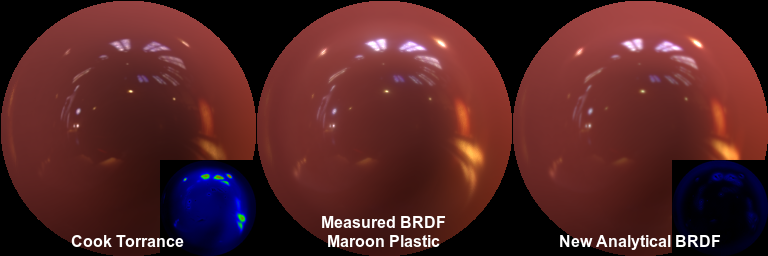 Cook Torrance
Measured BRDF
Maroon Plastic
New Analytical BRDF